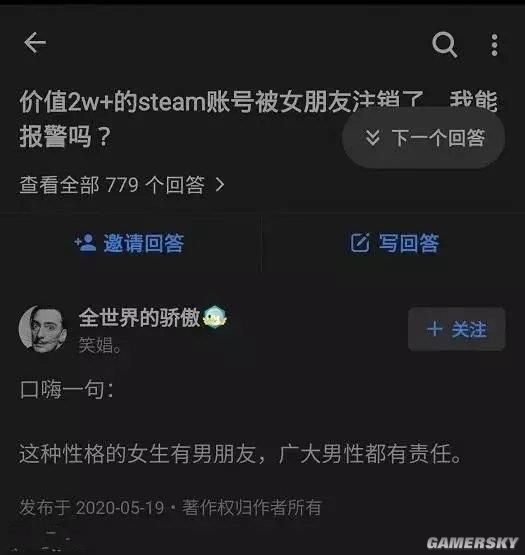 价值2w+的steam账号被女朋友注销了，我能
报警吗？
下一个回答
查看全部 779 个回答
邀请回答
写回答
全世界的骄傲
笑娼。
+ 关注
口嗨一句：
这种性格的女生有男朋友，广大男性都有责任。
发布于 2020-05-19・著作权归作者所有
GAMERSKY